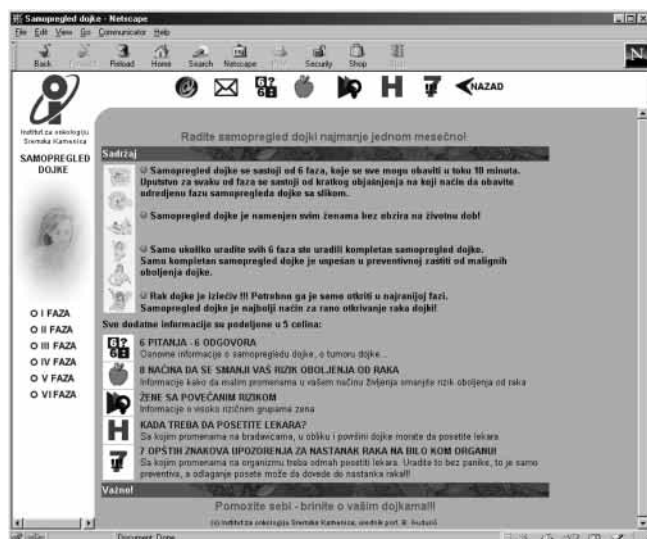 Samopregled dojke - Netscape
File Edit View Go Communicator Help
Back Reload Home Search Netscape Security Shop
N
NAZAD
Institut za onkologiju
Sremska Kamenica
SAMOPREGLED
DOJKE
O I FAZA
O II FAZA
O III FAZA
O IV FAZA
O V FAZA
O VI FAZA
Radite samopregled dojki najmanje jednom mesečno!
Sadržaj
Samopregled dojke se sastoji od 6 faza, koje se sve mogu obaviti u toku 10 minuta.
Uputstvo za svaku od faza se sastoji od kratkog objašnjenja na koji način da obavite
određenu fazu samopregleda dojke sa slikom.
Samopregled dojke je namenjen svim ženama bez obzira na životnu dob!
Samo ukoliko uradite svih 6 faza ste uradili kompletan samopregled dojke.
Samo kompletan samopregled dojke je uspešan u preventivnoj zastiti od malignih
oboljenja dojke.
Rak dojke je izlečiv !!! Potrebno ga je samo otkriti u najranijoj fazi.
Samopregled dojke je najbolji način za rano otkrivanje raka dojki!
Sve dodatne informacije su podeljene u 5 celina:
6 PITANJA - 6 ODGOVORA
Osnovne informacije o samopregledu dojke, o tumoru dojke...
8 NAČINA DA SE SMANJI VAŠ RIZIK OBOLJENJA OD RAKA
Informacije kako da malim promenama u vašem načinu življenja smanjite rizik oboljenja od raka
ŽENE SA POVEĆANIM RIZIKOM
Informacije o visoko rizičnim grupama zena
H
KADA TREBA DA POSETITE LEKARA?
Sa kojim promenama na bradavicama, u obliku i površini dojke morate da posetite lekara
7 OPŠTIH ZNAKOVA UPOZORENJA ZA NASTANAK RAKA NA BILO KOM ORGANU!
Sa kojim promenama na organizmu treba odmah posetiti lekara. Uradite to bez panike, to je samo
preventiva, a odlaganje posete može da dovede do nastanka raka!!!
Važno!
Pomozite sebi - brinite o vašim dojkama!!!
(c) Institut za onkologiju Sremska Kamenica, urednik prof. B.
Document: Done